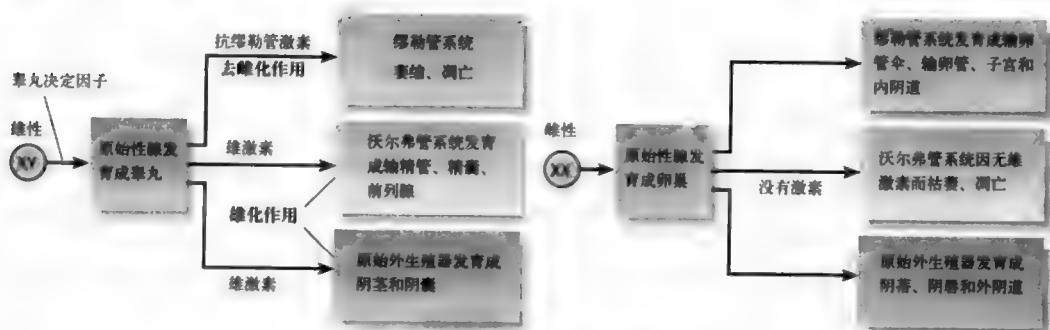 抗缪勒管激素
去雌化作用
缪勒管系统
萎缩、凋亡
睾丸决定因子
雄性
XY
原始性腺发
育成睾丸
雄激素
沃尔弗管系统发育
成输精管、精囊、
前列腺
雄化作用
雄激素
原始外生殖器发育成
阴茎和阴囊
雌性
XX
原始性腺发
育成卵巢
缪勒管系统发育成输卵
管伞、输卵管、子宫和
内阴道
没有激素
沃尔弗管系统因无雄
激素而枯萎、凋亡
原始外生殖器发育成
阴蒂、阴唇和外阴道